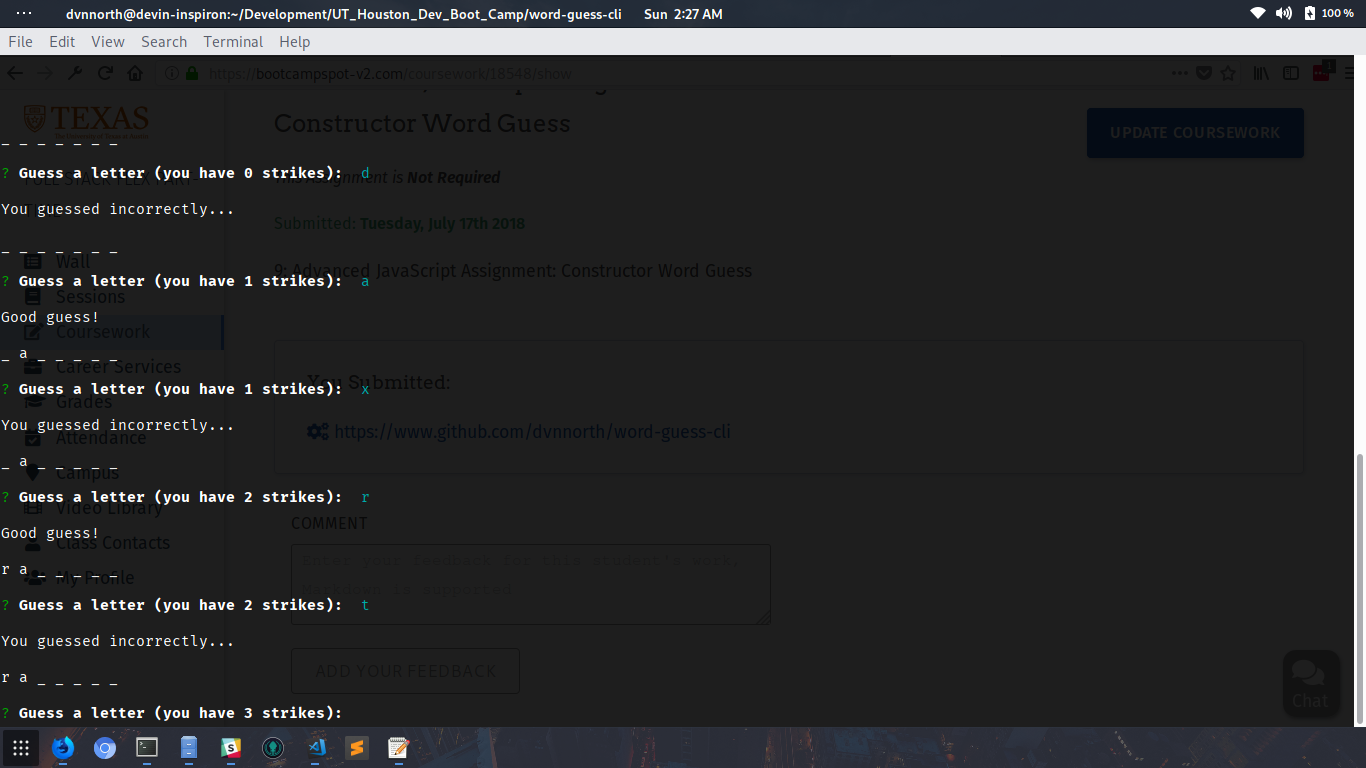 dvnnorth@devin-inspiron:~/Development/UT_Houston_Dev_Boot_Camp/word-guess-cli Sun 2:27 AM 100 %
File Edit View Search Terminal Help
https://bootcampspot-v2.com/coursework/18548/show 1
TEXAS
Constructor Word Guess
UPDATE COURSEWORK
_ _ _ _ _ _ _
? Guess a letter (you have 0 strikes): d
This Assignment is Not Required
You guessed incorrectly...
Submitted: Tuesday, July 17th 2018
_ _ _ _ _ _ _
Wall
9: Advanced JavaScript Assignment: Constructor Word Guess
? Guess a letter (you have 1 strikes): a
Sessions
Good guess!
Coursework
_ a _ _ _ _ _
Career Services
? Guess a letter (you have 1 strikes): x
You Submitted:
Grades
You guessed incorrectly...
https://www.github.com/dvnnorth/word-guess-cli
Attendance
_ a _ _ _ _ _
Campus
? Guess a letter (you have 2 strikes): r
Video Library
COMMENT
Good guess!
Class Contacts
Enter your feedback for this student's work.
r a _ _ _ _ _
My Profile
Markdown is supported
? Guess a letter (you have 2 strikes): t
You guessed incorrectly...
ADD YOUR FEEDBACK
r a _ _ _ _ _
Chat
? Guess a letter (you have 3 strikes):